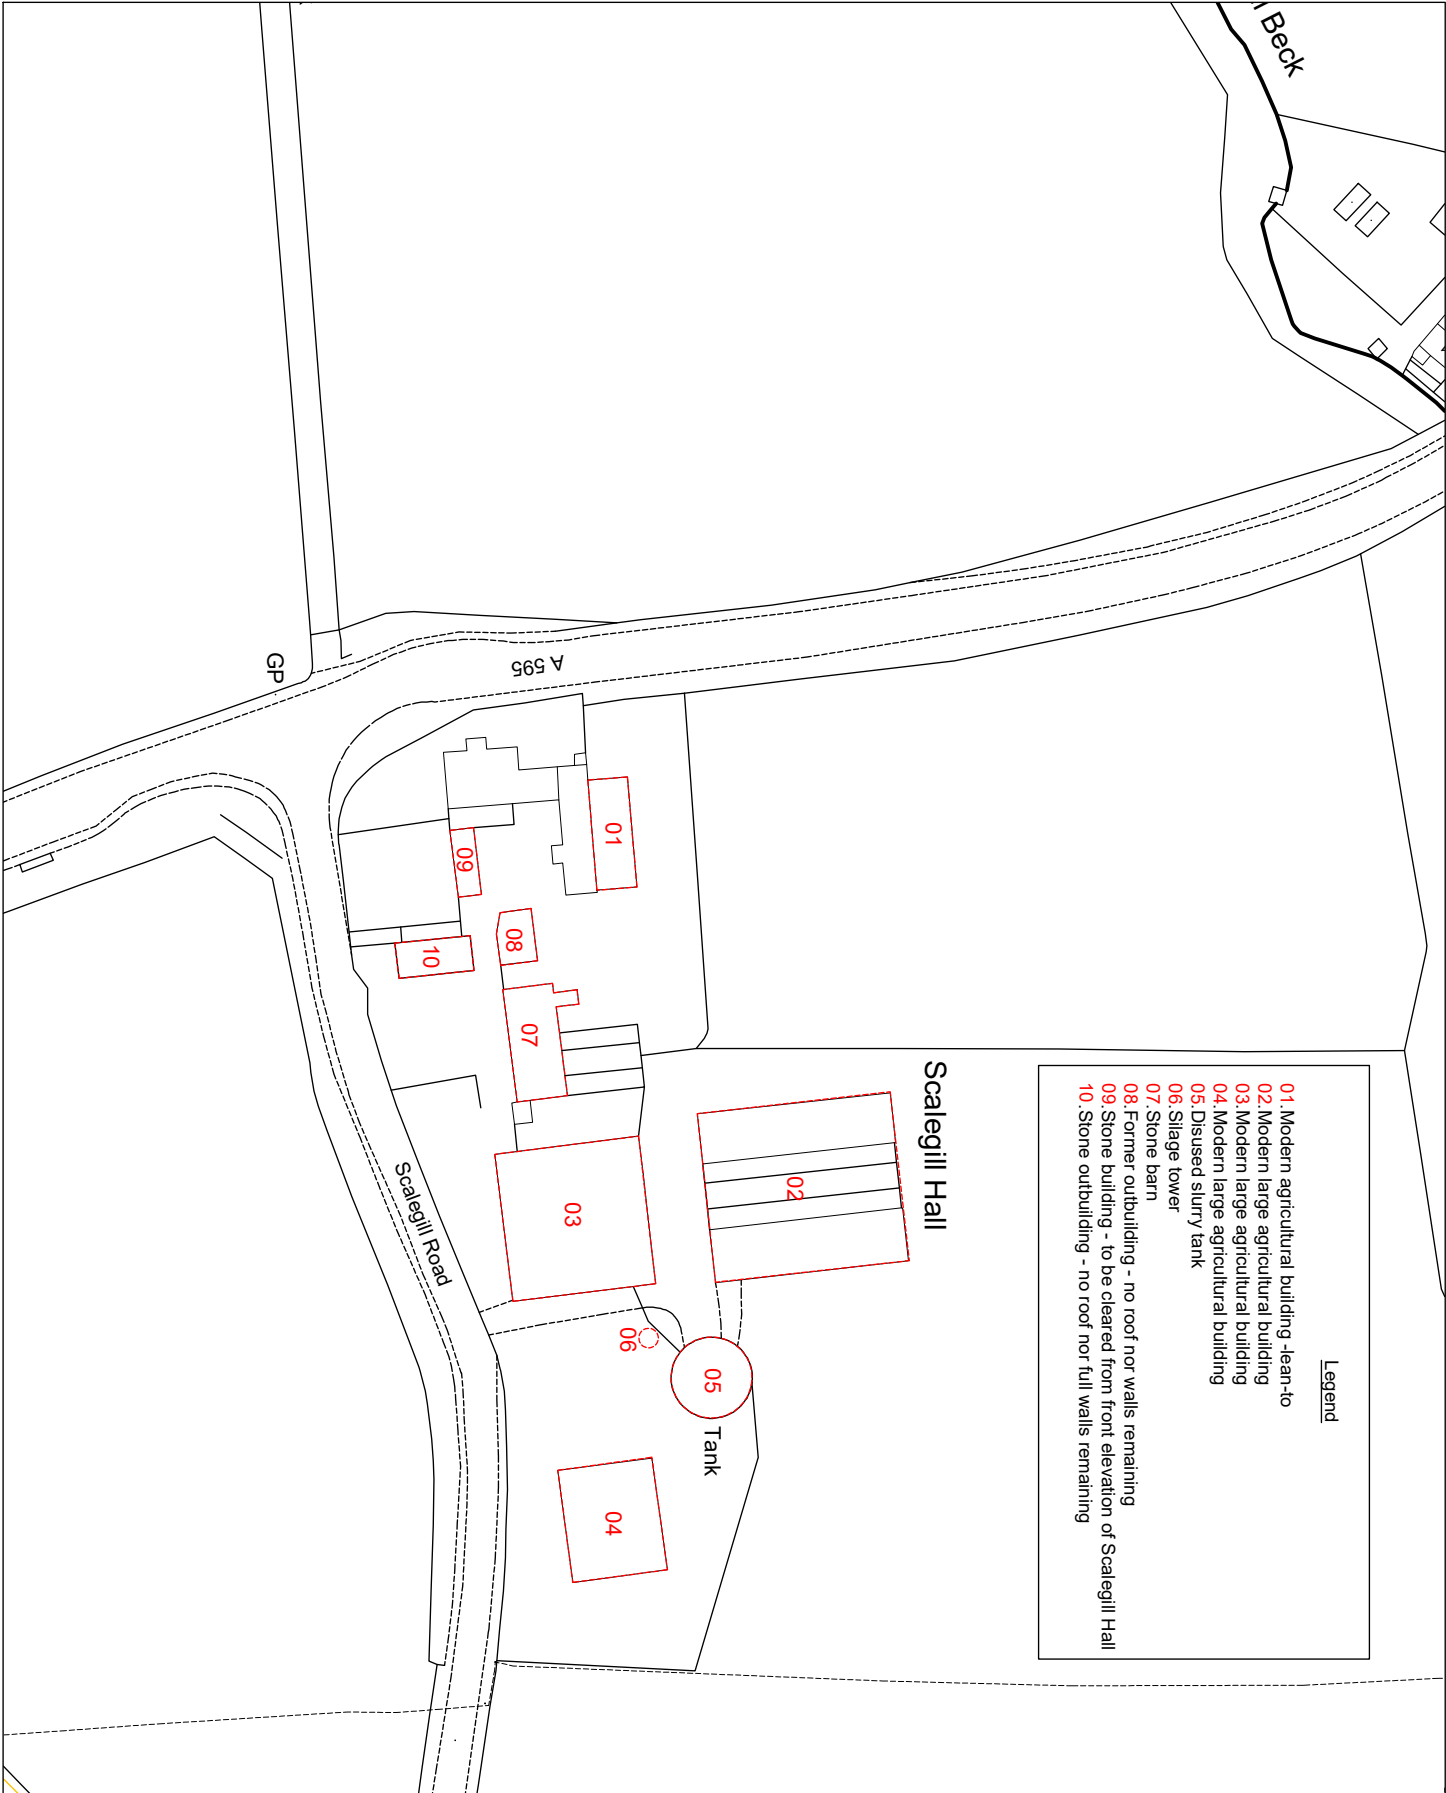 Legend
01.Modern agricultural building -lean-to
02.Modern large agricultural building
03.Modern large agricultural building
04.Modern large agricultural building
05.Disused slurry tank
06.Silage tower
07.Stone barn
08.Former outbuilding - no roof nor walls remaining
09.Stone building - to be cleared from front elevation of Scalegill Hall
10.Stone outbuilding - no roof nor full walls remaining
Beck
Scalegill Hall
02
Tank
05
01
04
06
03
A 595
07
08
09
10
Scalegill Road
GP